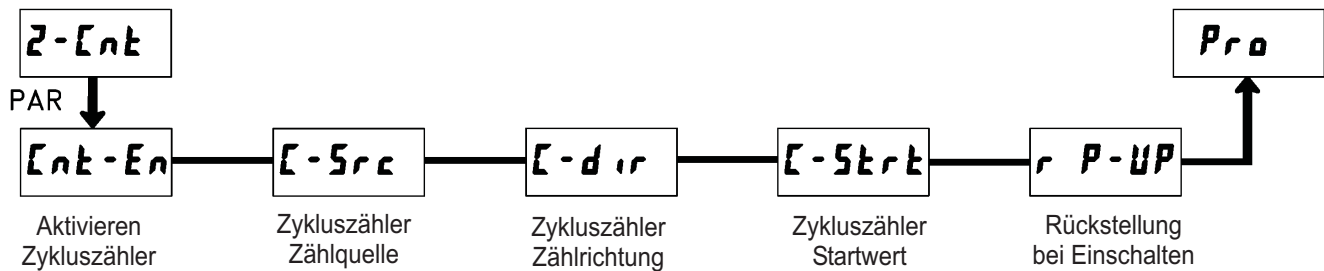 2-Cnt
Pro
PAR
Cnt-En
C-Src
C-dir
C-Strt
r P-UP
Aktivieren
Zykluszähler
Zykluszähler
Zählquelle
Zykluszähler
Zählrichtung
Zykluszähler
Startwert
Rückstellung
bei Einschalten